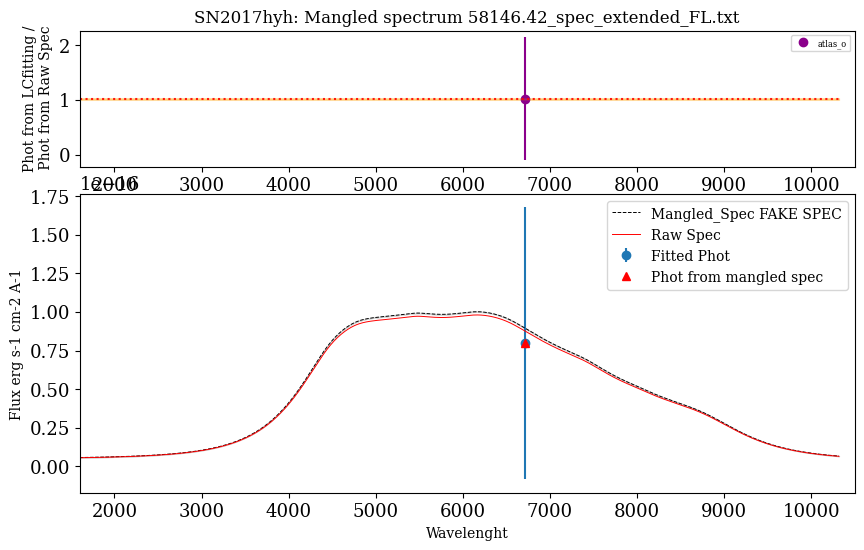 SN2017hyh: Mangled spectrum 58146.42_spec_extended_FL.txt
Phot from LCfitting /
Phot from Raw Spec
2
1
0
atlas_o
2000 3000 4000 5000 6000 7000 8000 9000 10000
1e−16
1.75
1.50
1.25
1.00
0.75
0.50
0.25
0.00
Flux erg s-1 cm-2 A-1
Mangled_Spec FAKE SPEC
Raw Spec
Fitted Phot
Phot from mangled spec
2000 3000 4000 5000 6000 7000 8000 9000 10000
Wavelenght